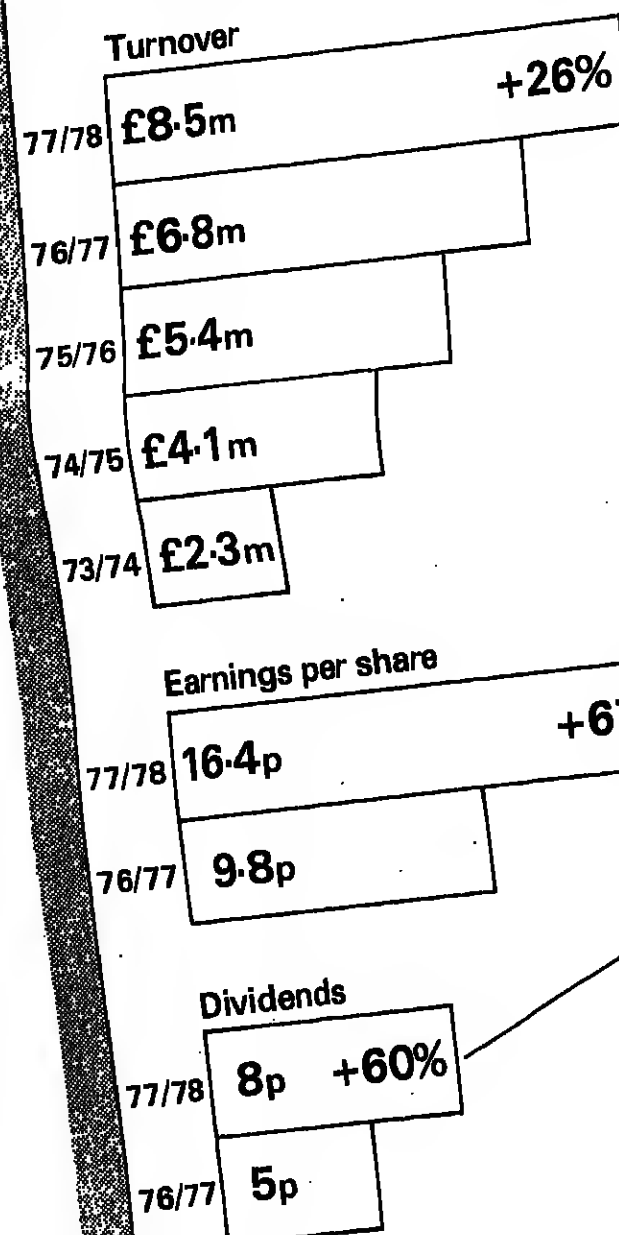 Turnover
77/78 £8·5m +26%
76/77 £6·8m
75/76 £5·4m
74/75 £4·1m
73/74 £2·3m
Earnings per share
77/78 16·4p
76/77 9·8p
Dividends
77/78 8p +60%
76/77 5p